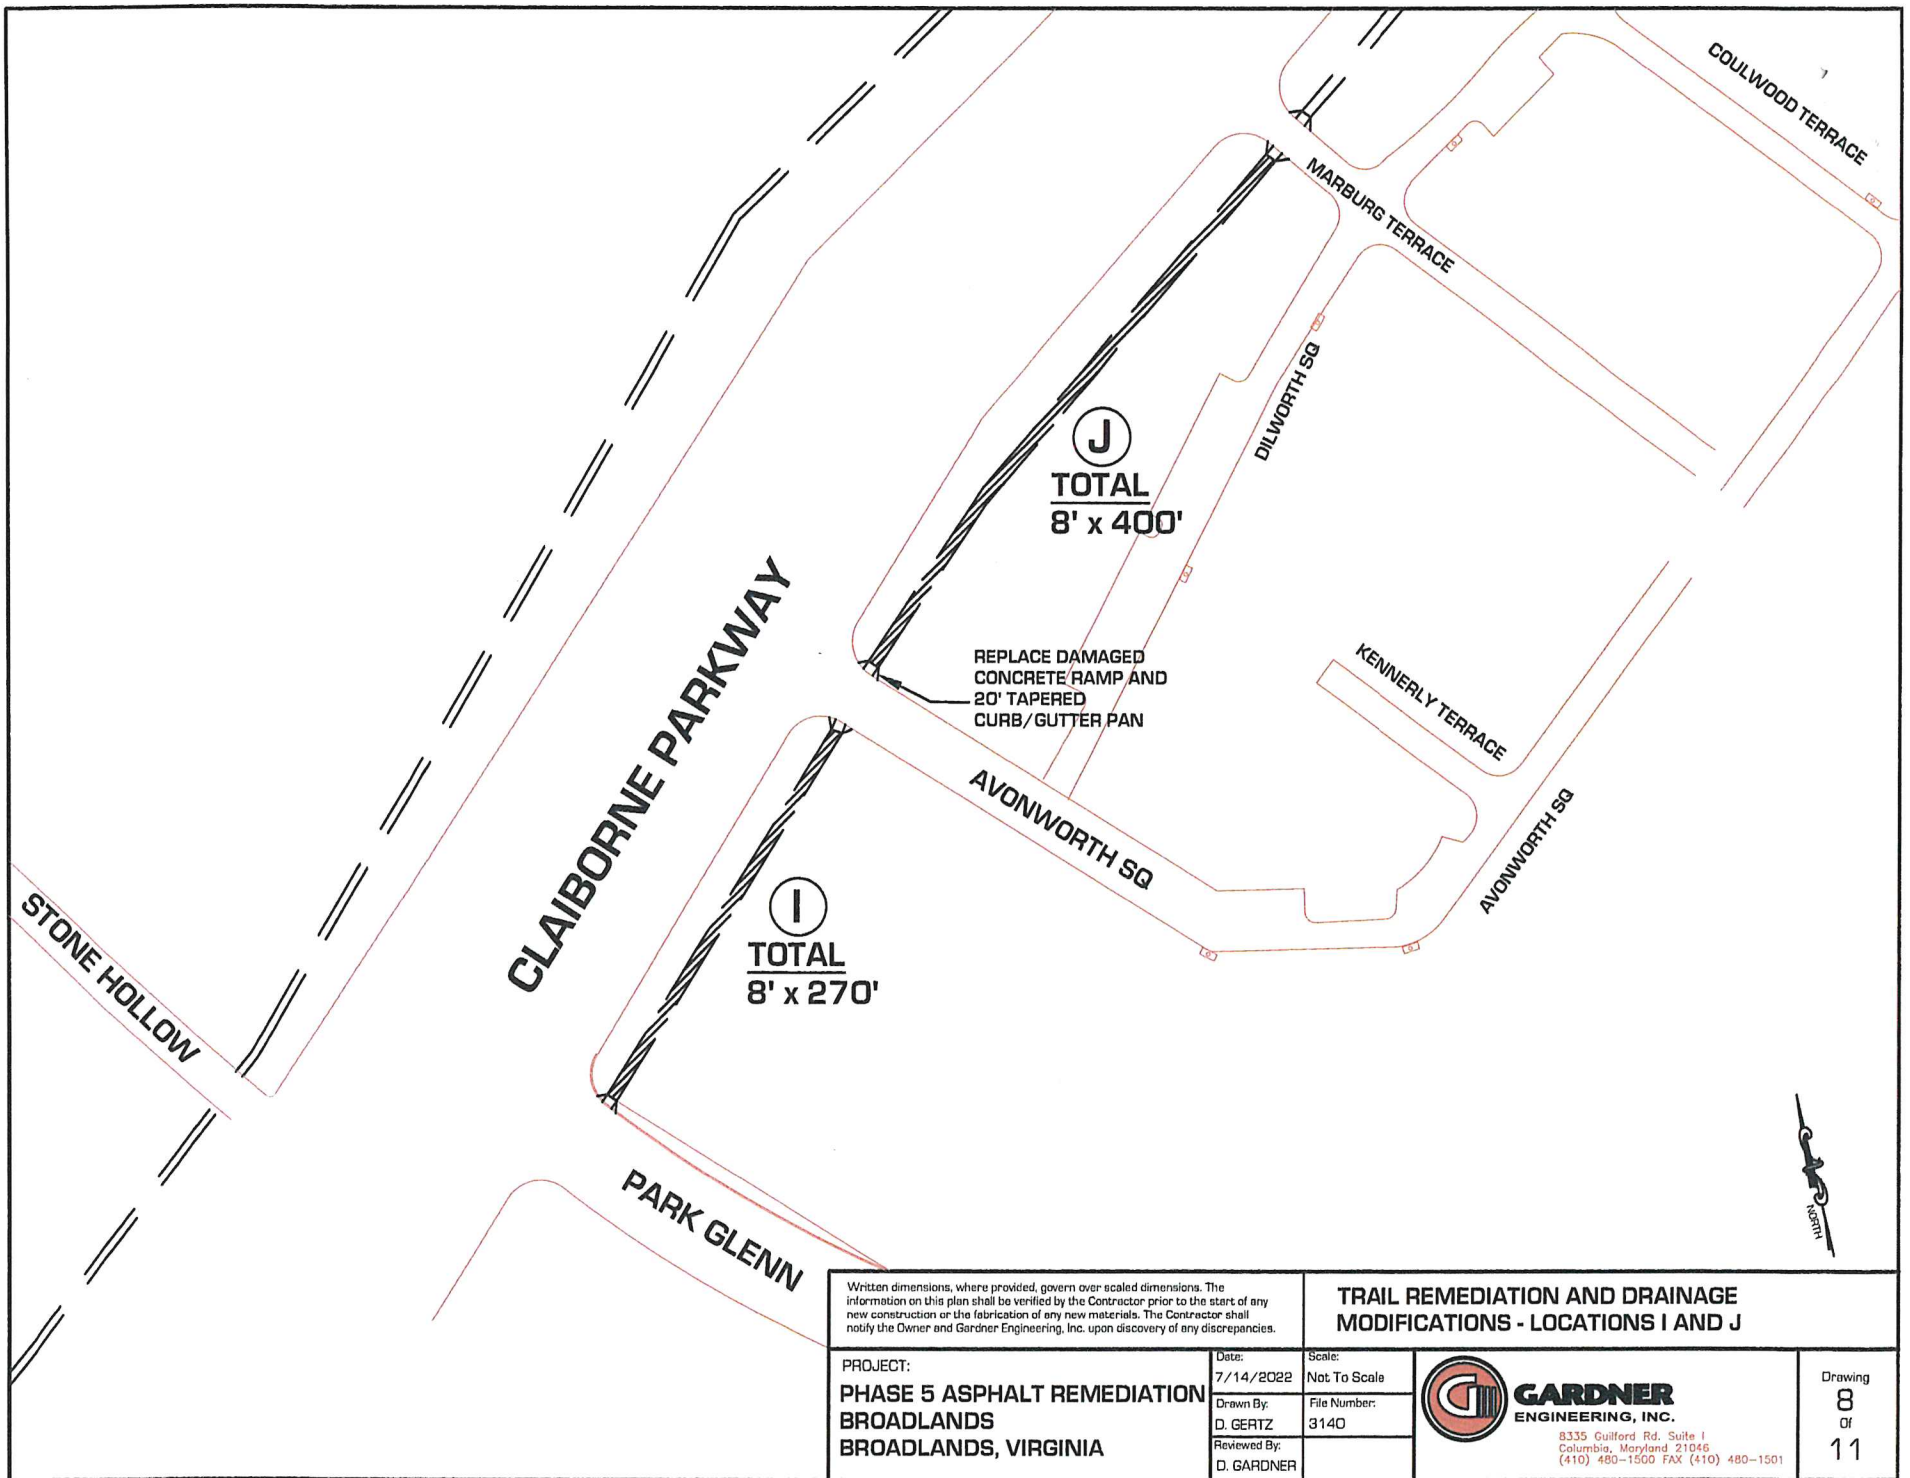 COULWOOD TERRACE
MARBURG TERRACE
DILWORTH SQ
J
TOTAL
8' x 400'
CLAIBORNE PARKWAY
REPLACE DAMAGED
CONCRETE RAMP AND
20' TAPERED
CURB/GUTTER PAN
KENNERLY TERRACE
AVONWORTH SQ
AVONWORTH SQ
I
TOTAL
8' x 270'
STONE HOLLOW
PARK GLENN
NORTH
Written dimensions, where provided, govern over scaled dimensions. The
information on this plan shall be verified by the Contractor prior to the start of any
new construction or the fabrication of any new materials. The Contractor shall
notify the Owner and Gardner Engineering, Inc. upon discovery of any discrepancies.
TRAIL REMEDIATION AND DRAINAGE
MODIFICATIONS - LOCATIONS I AND J
PROJECT:
PHASE 5 ASPHALT REMEDIATION
BROADLANDS
BROADLANDS, VIRGINIA
Date:
7/14/2022
Scale:
Not To Scale
Drawn By:
D. GERTZ
File Number:
3140
Reviewed By:
D. GARDNER
GARDNER
ENGINEERING, INC.
8335 Guilford Rd. Suite I
Columbia, Maryland 21046
(410) 480-1500 FAX (410) 480-1501
Drawing
8
Of
11